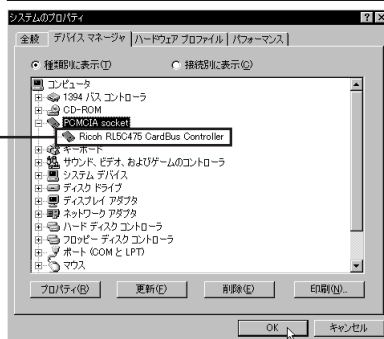 システムのプロパティ
全般 デバイス マネージャ ハードウェア プロファイル パフォーマンス
種類別に表示(T) 接続別に表示(C)
コンピュータ
1394 バス コントローラ
CD-ROM
PCMCIA socket
Ricoh RL5C475 CardBus Controller
キーボード
サウンド、ビデオ、およびゲームのコントローラ
システム デバイス
ディスク ドライブ
ディスプレイ アダプタ
ネットワーク アダプタ
ハード ディスク コントローラ
フロッピー ディスク コントローラ
ポート (COM と LPT)
マウス
プロパティ(R) 更新(F) 削除(E) 印刷(N)...
OK キャンセル